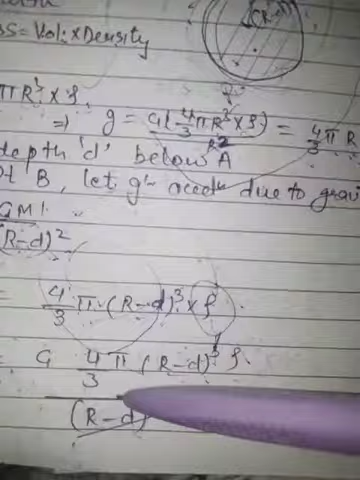 (R-d)
SS = Vol: × Density
πR³ × ρ.
⇒ g = G(4/3 πR³ × ρ)/R² = 4/3 π R
depth 'd' below A
B, let g' due to grav
GM'
(R-d)²
= 4/3 π · (R-d)³ × ρ
= G 4/3 π (R-d)³ ρ.
(R-d)